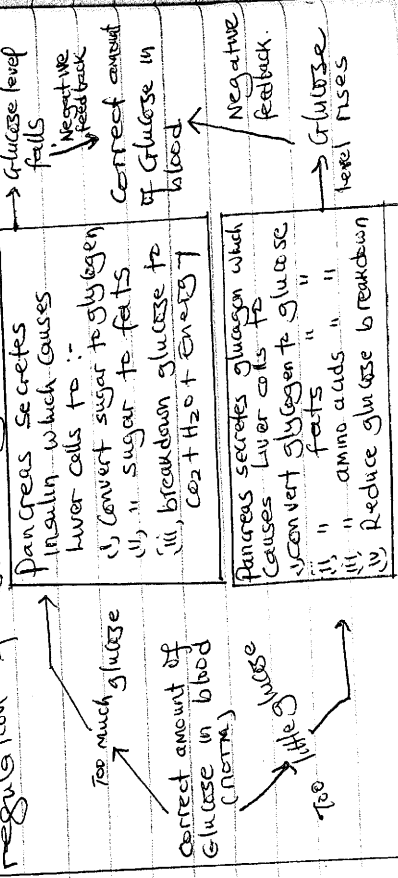 regulation of
Too much glucose
Correct amount of
Glucose in blood
(norm)
Too little glucose
Pancreas secretes
insulin which causes
Liver cells to :-
(i), Convert sugar to glycogen
(ii), " sugar to fats
(iii), breakdown glucose to
CO2 + H2O + Energy
→ Glucose level
falls
Negative
feedback
Correct amount
of Glucose in
blood
Pancreas secretes glucagon which
Causes Liver cells to
(i) Convert glycogen to glucose
(ii), " fats " "
(iii), " amino acids " "
(iv) Reduce glucose breakdown
→ Glucose
level rises
Negative
feedback.